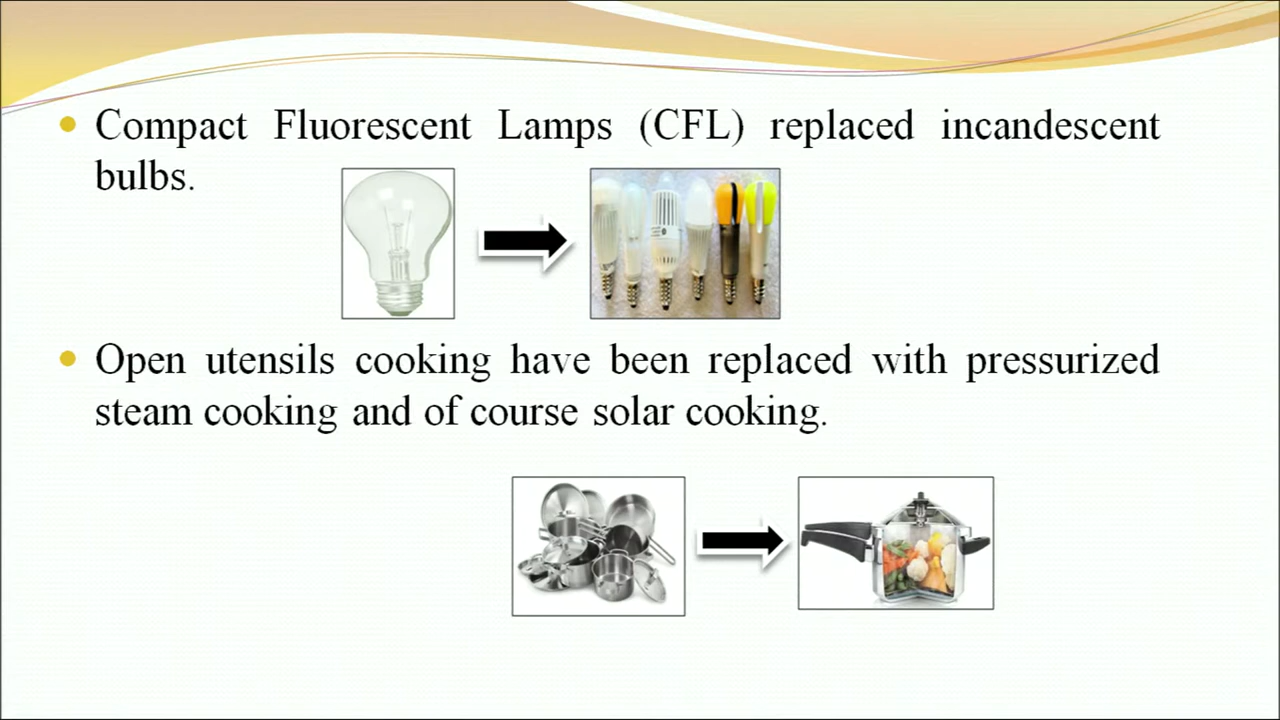 Compact Fluorescent Lamps (CFL) replaced incandescent
bulbs.
Open utensils cooking have been replaced with pressurized
steam cooking and of course solar cooking.